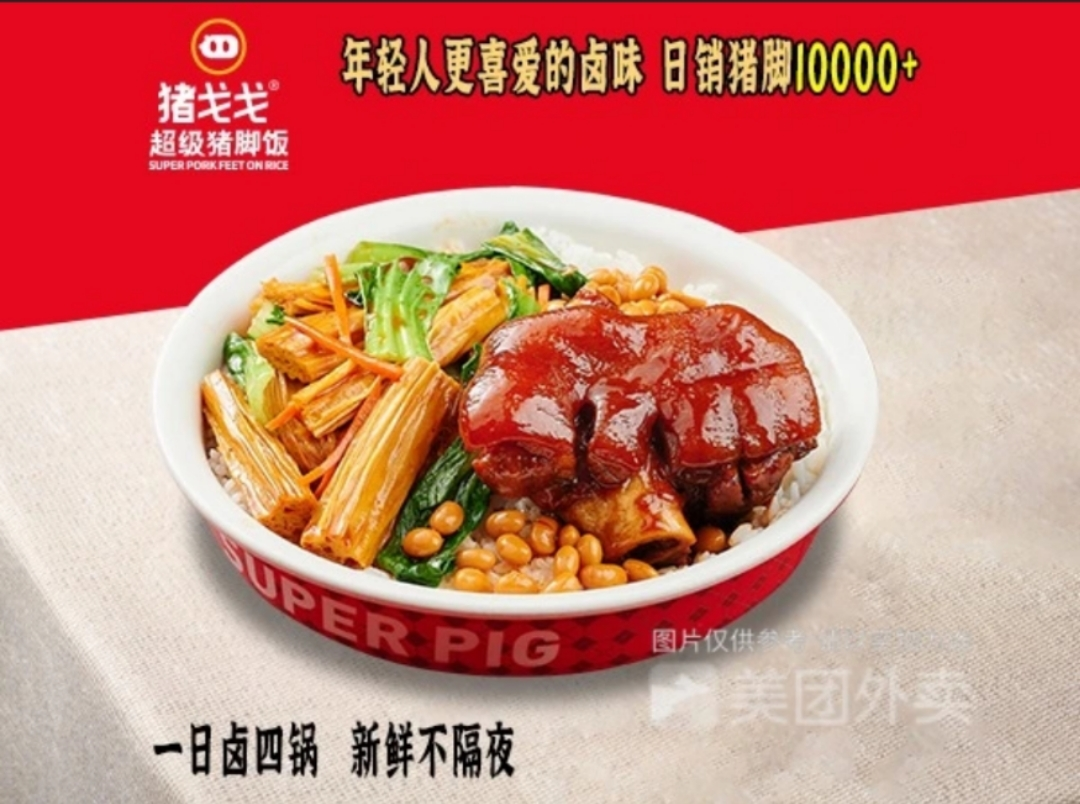 年轻人更喜爱的卤味 日销猪脚10000+
猪戈戈®
超级猪脚饭
SUPER PORK FEET ON RICE
SUPER PIG
图片仅供参考
美团外卖
一日卤四锅 新鲜不隔夜